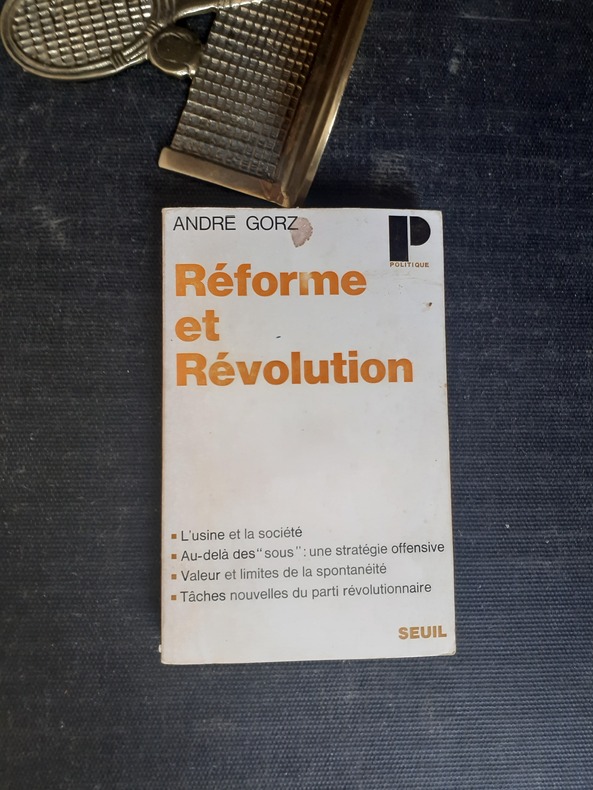 ANDRE GORZ
P
POLITIQUE
Réforme
et
Révolution
L'usine et la société
Au-delà des "sous" : une stratégie offensive
Valeur et limites de la spontanéité
Tâches nouvelles du parti révolutionnaire
SEUIL